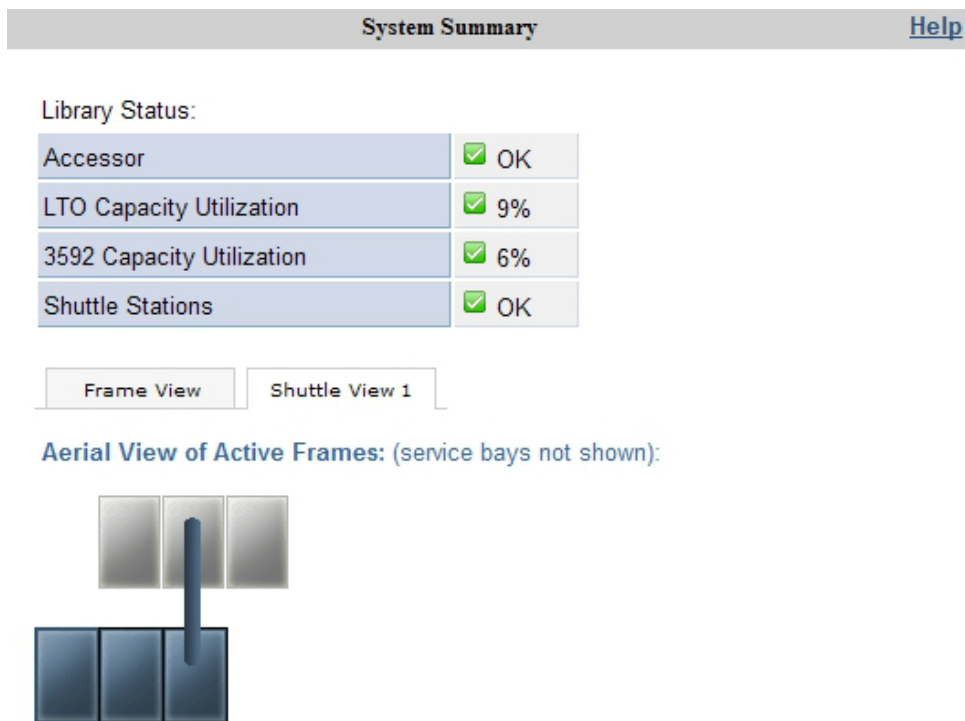 System Summary Help
Library Status:
Accessor OK
LTO Capacity Utilization 9%
3592 Capacity Utilization 6%
Shuttle Stations OK
Frame View Shuttle View 1
Aerial View of Active Frames: (service bays not shown):